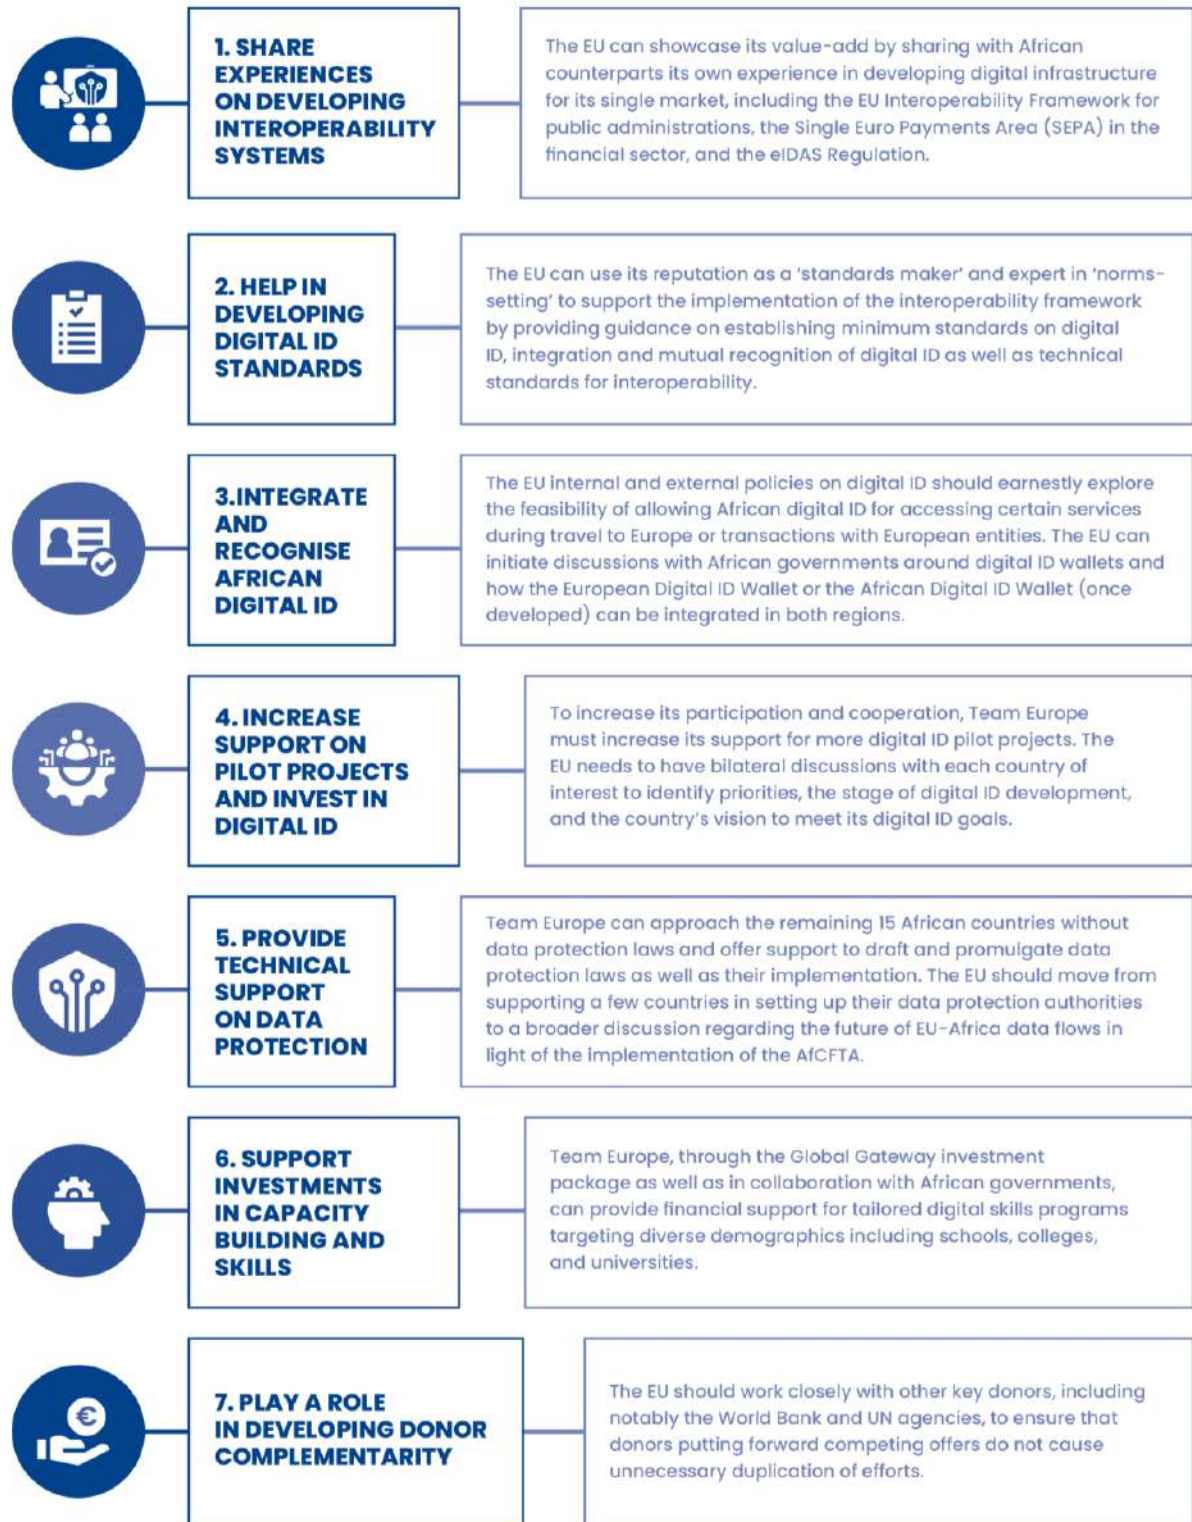 1. SHARE
EXPERIENCES
ON DEVELOPING
INTEROPERABILITY
SYSTEMS
The EU can showcase its value-add by sharing with African
counterparts its own experience in developing digital infrastructure
for its single market, including the EU Interoperability Framework for
public administrations, the Single Euro Payments Area (SEPA) in the
financial sector, and the eIDAS Regulation.
2. HELP IN
DEVELOPING
DIGITAL ID
STANDARDS
The EU can use its reputation as a ‘standards maker’ and expert in ‘norms-
setting’ to support the implementation of the interoperability framework
by providing guidance on establishing minimum standards on digital
ID, integration and mutual recognition of digital ID as well as technical
standards for interoperability.
3.INTEGRATE
AND
RECOGNISE
AFRICAN
DIGITAL ID
The EU internal and external policies on digital ID should earnestly explore
the feasibility of allowing African digital ID for accessing certain services
during travel to Europe or transactions with European entities. The EU can
initiate discussions with African governments around digital ID wallets and
how the European Digital ID Wallet or the African Digital ID Wallet (once
developed) can be integrated in both regions.
4. INCREASE
SUPPORT ON
PILOT PROJECTS
AND INVEST IN
DIGITAL ID
To increase its participation and cooperation, Team Europe
must increase its support for more digital ID pilot projects. The
EU needs to have bilateral discussions with each country of
interest to identify priorities, the stage of digital ID development,
and the country’s vision to meet its digital ID goals.
5. PROVIDE
TECHNICAL
SUPPORT
ON DATA
PROTECTION
Team Europe can approach the remaining 15 African countries without
data protection laws and offer support to draft and promulgate data
protection laws as well as their implementation. The EU should move from
supporting a few countries in setting up their data protection authorities
to a broader discussion regarding the future of EU-Africa data flows in
light of the implementation of the AfCFTA.
6. SUPPORT
INVESTMENTS
IN CAPACITY
BUILDING AND
SKILLS
Team Europe, through the Global Gateway investment
package as well as in collaboration with African governments,
can provide financial support for tailored digital skills programs
targeting diverse demographics including schools, colleges,
and universities.
€
7. PLAY A ROLE
IN DEVELOPING DONOR
COMPLEMENTARITY
The EU should work closely with other key donors, including
notably the World Bank and UN agencies, to ensure that
donors putting forward competing offers do not cause
unnecessary duplication of efforts.